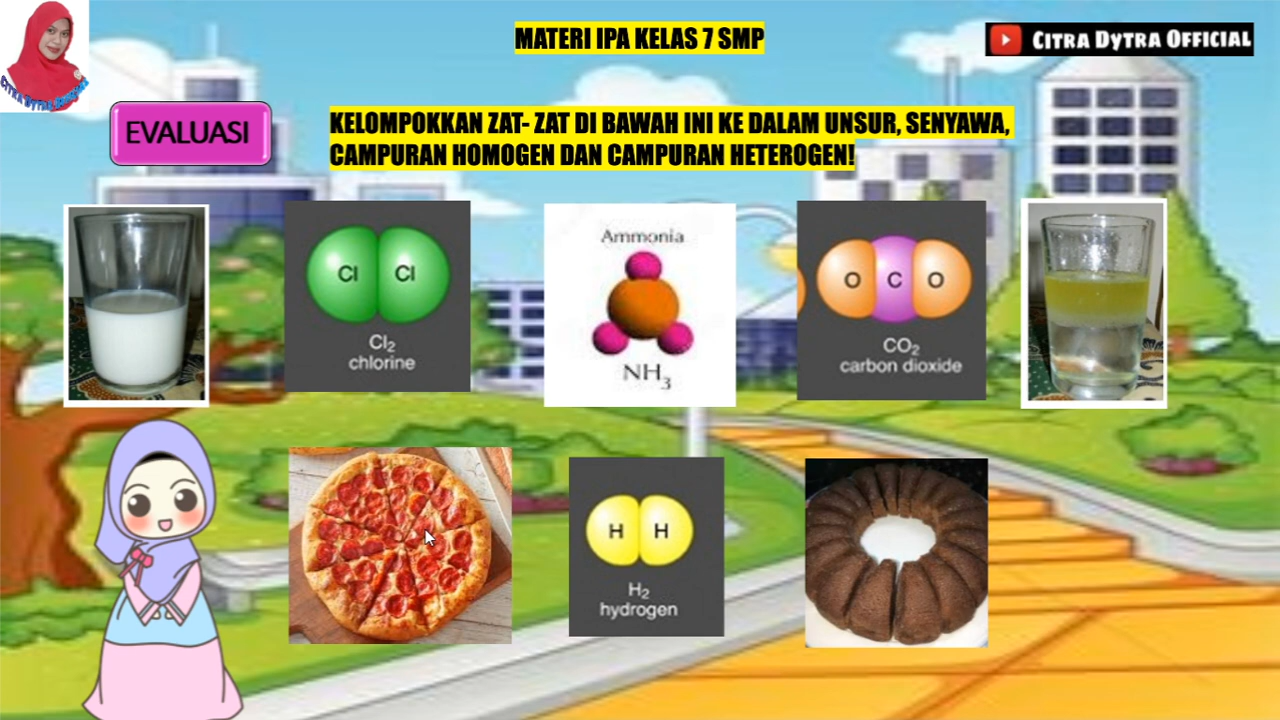 MATERI IPA KELAS 7 SMP
CITRA DYTRA OFFICIAL
EVALUASI
KELOMPOKKAN ZAT- ZAT DI BAWAH INI KE DALAM UNSUR, SENYAWA,
CAMPURAN HOMOGEN DAN CAMPURAN HETEROGEN!
Cl Cl
Cl₂
chlorine
Ammonia
NH₃
O C O
CO₂
carbon dioxide
H H
H₂
hydrogen